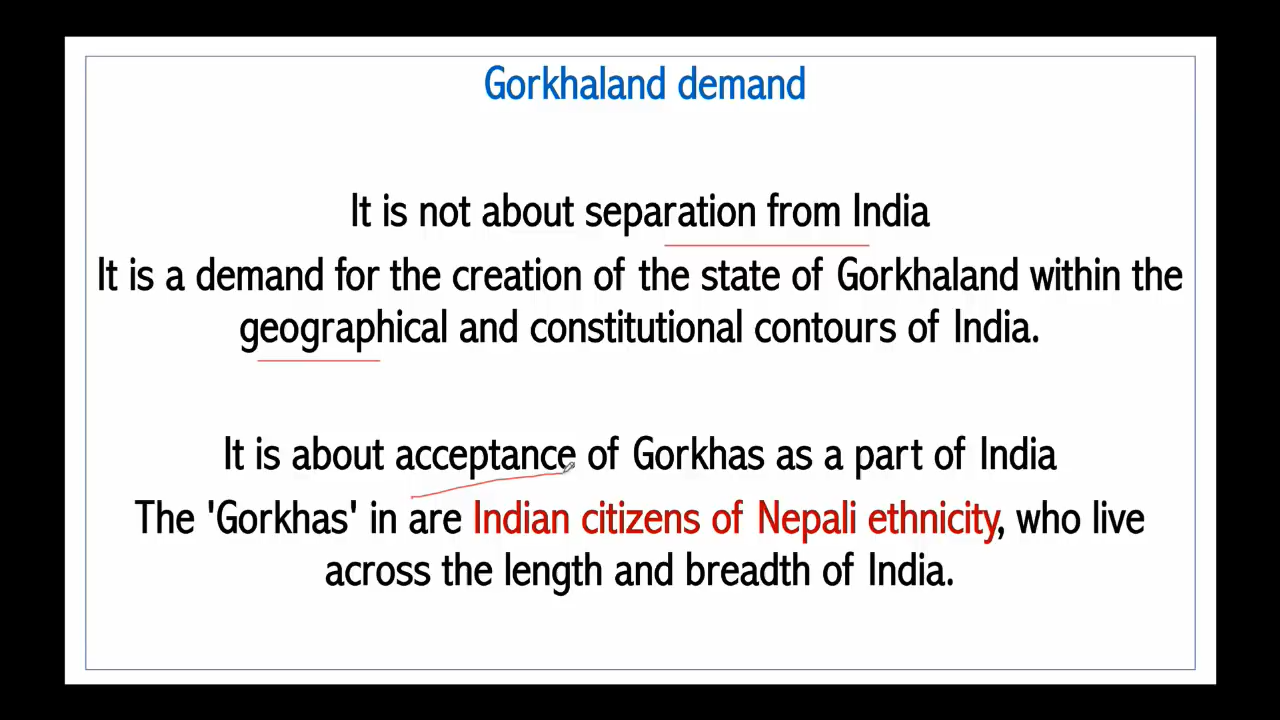 Gorkhaland demand
It is not about separation from India
It is a demand for the creation of the state of Gorkhaland within the
geographical and constitutional contours of India.
It is about acceptance of Gorkhas as a part of India
The 'Gorkhas' in are Indian citizens of Nepali ethnicity, who live
across the length and breadth of India.